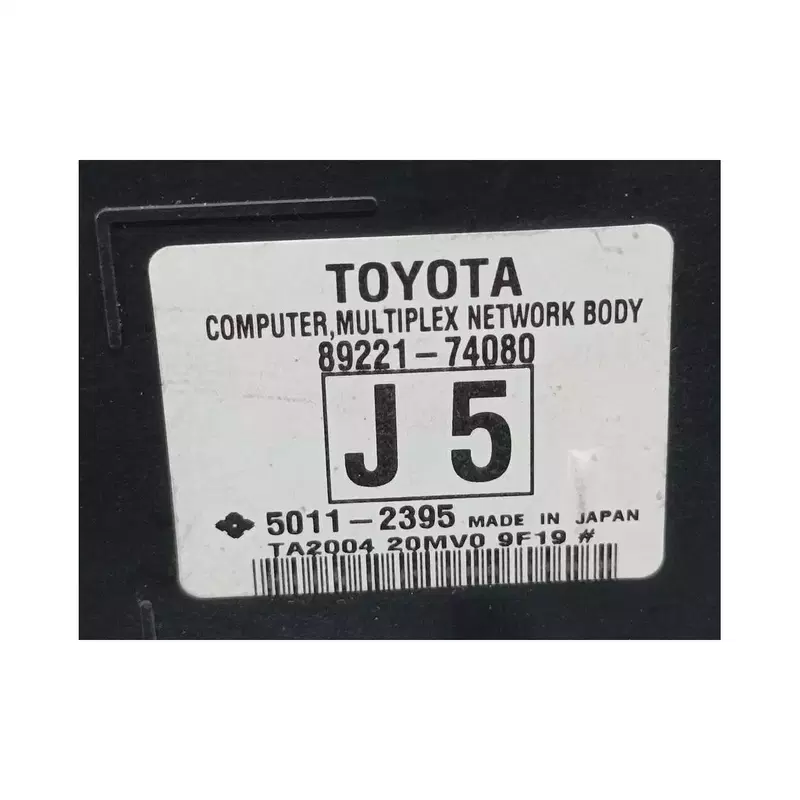 TOYOTA
COMPUTER,MULTIPLEX NETWORK BODY
89221-74080
J 5
5011-2395 MADE IN JAPAN
TA2004 20MV0 9F19 #